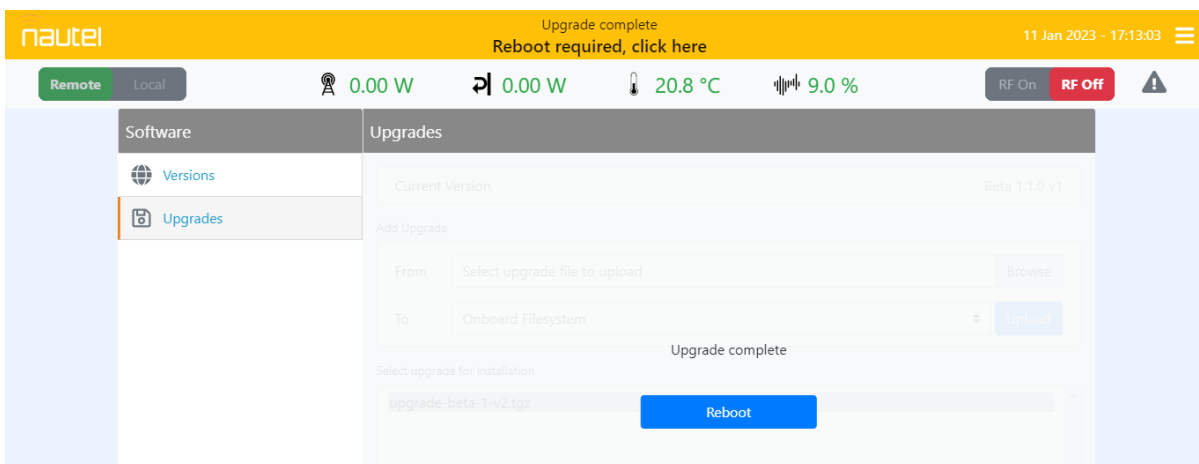 nautel
Upgrade complete
Reboot required, click here
11 Jan 2023 - 17:13:03
Remote Local 0.00 W 0.00 W 20.8 °C 9.0 % RF On RF Off
Software
Upgrades
Versions
Upgrades
Current Version Beta 1.1.0 v1
Add Upgrade
From Select upgrade file to upload Browse
To Onboard Filesystem Upload
Upgrade complete
Select upgrade for installation
upgrade-beta-1-v2.tgz
Reboot